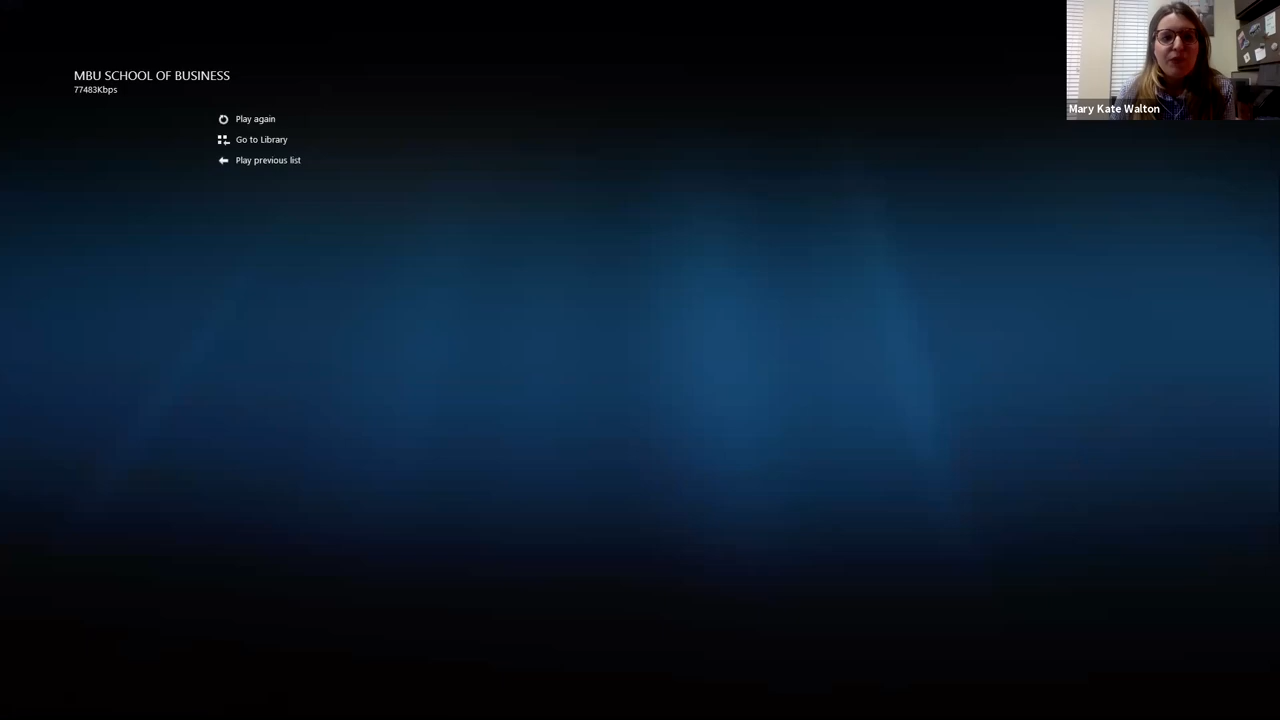 MBU SCHOOL OF BUSINESS
77483Kbps
Play again
Go to Library
Play previous list
Mary Kate Walton